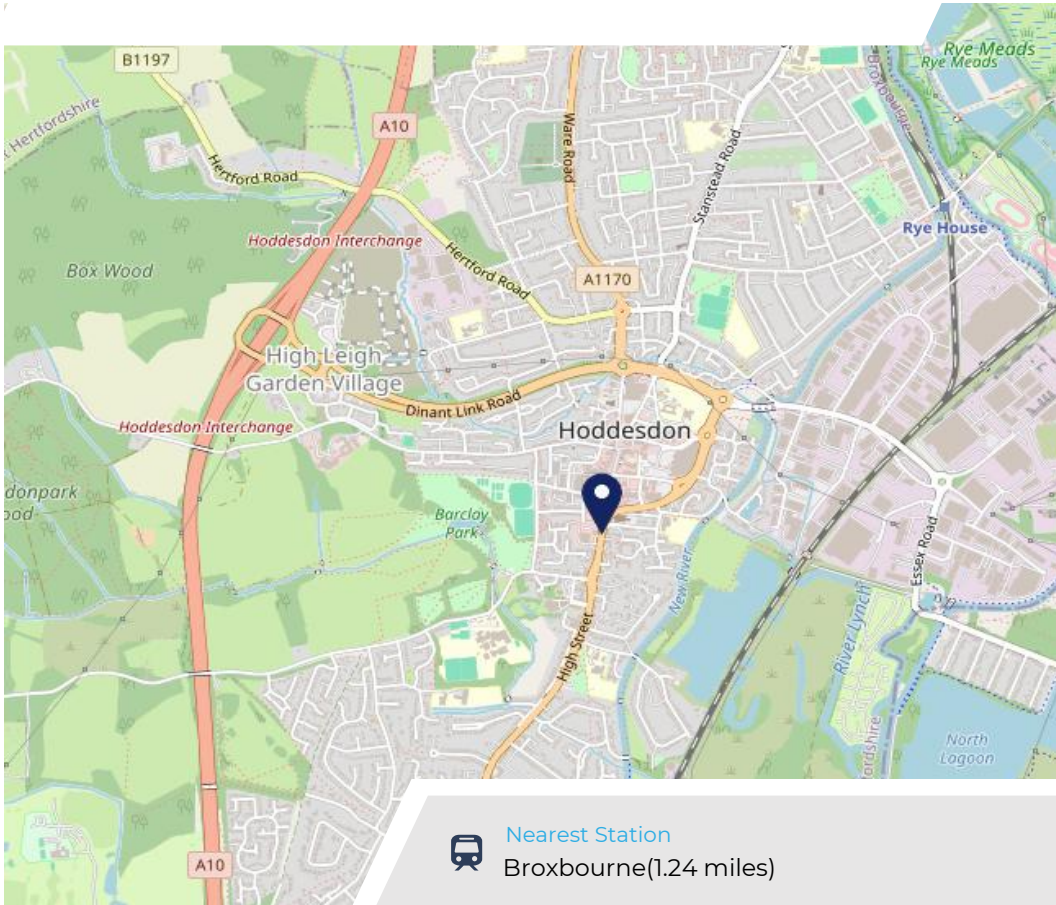 Rye Meads
Rye Meads
B1197
A10
Ware Road
Stanstead Road
Hertford Road
Rye House
Hoddesdon Interchange
Box Wood
Hertford Road
A1170
High Leigh
Garden Village
Dinant Link Road
Hoddesdon Interchange
Hoddesdon
donpark
Barclay
Park
Essex Road
New River
River Lynch
High Street
North
Lagoon
fordshire
A10
Nearest Station
Broxbourne(1.24 miles)